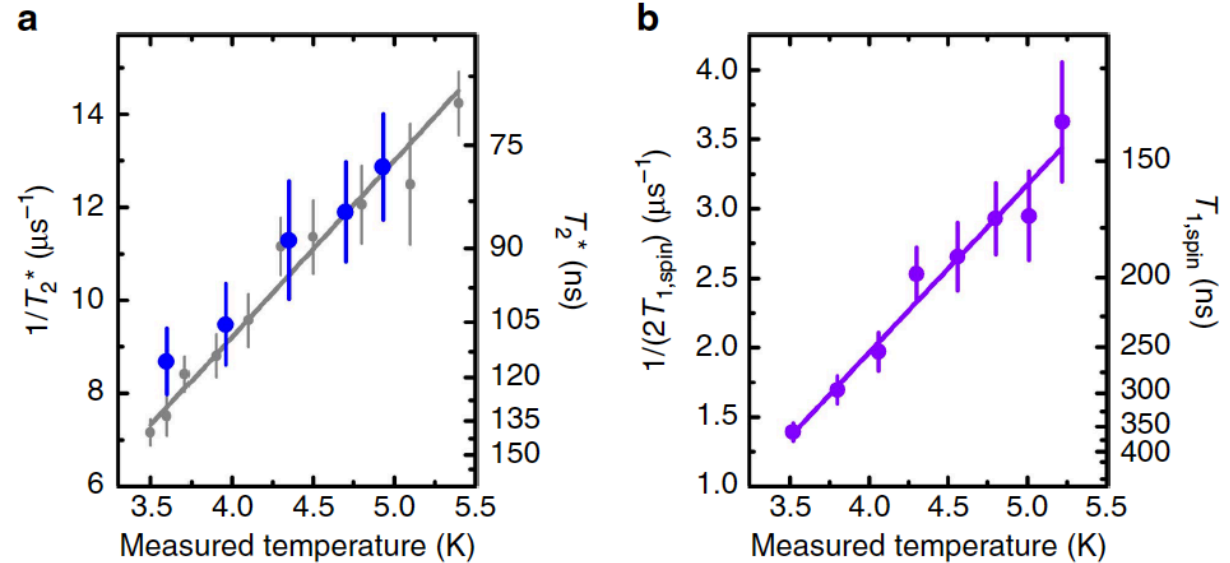 a
14
12
10
8
6
1/T2* (μs−1)
75
90
105
120
135
150
T2* (ns)
3.5 4.0 4.5 5.0 5.5
Measured temperature (K)
b
4.0
3.5
3.0
2.5
2.0
1.5
1.0
1/(2T1,spin) (μs−1)
150
200
250
300
350
400
T1,spin (ns)
3.5 4.0 4.5 5.0 5.5
Measured temperature (K)